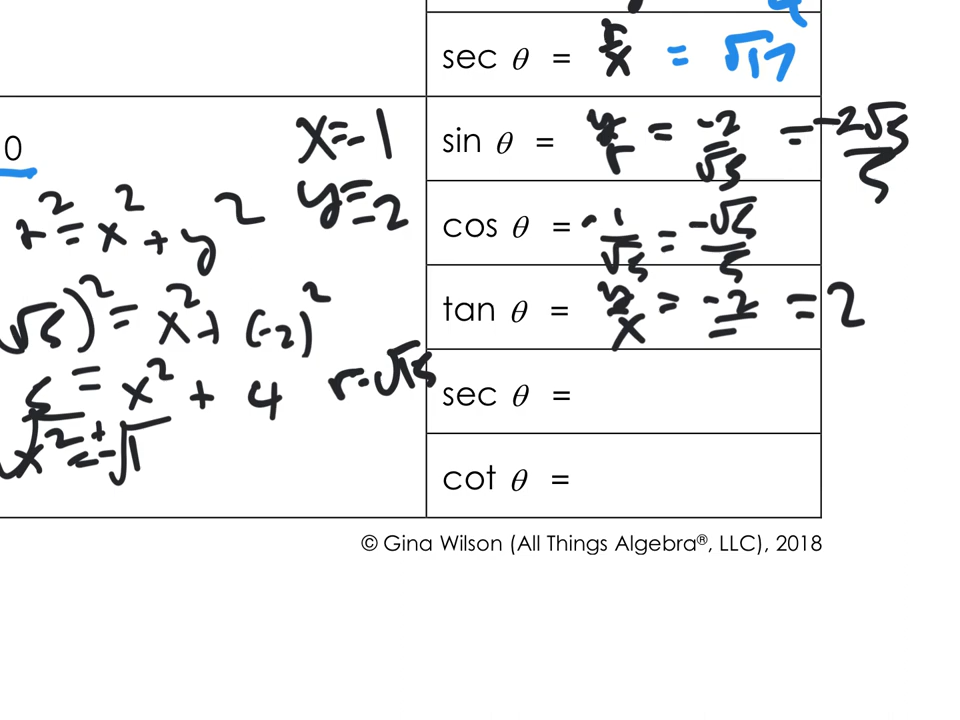 sec θ = r/x = √17
0
x=-1
y=-2
r²=x²+y²
√5)²=x²+(-2)²
5=x²+4
r=√5
√x²=±√1
sin θ = y/r = -2/√5 = -2√5/5
cos θ = -1/√5 = -√5/5
tan θ = y/x = -2/- = 2
sec θ =
cot θ =
© Gina Wilson (All Things Algebra®, LLC), 2018